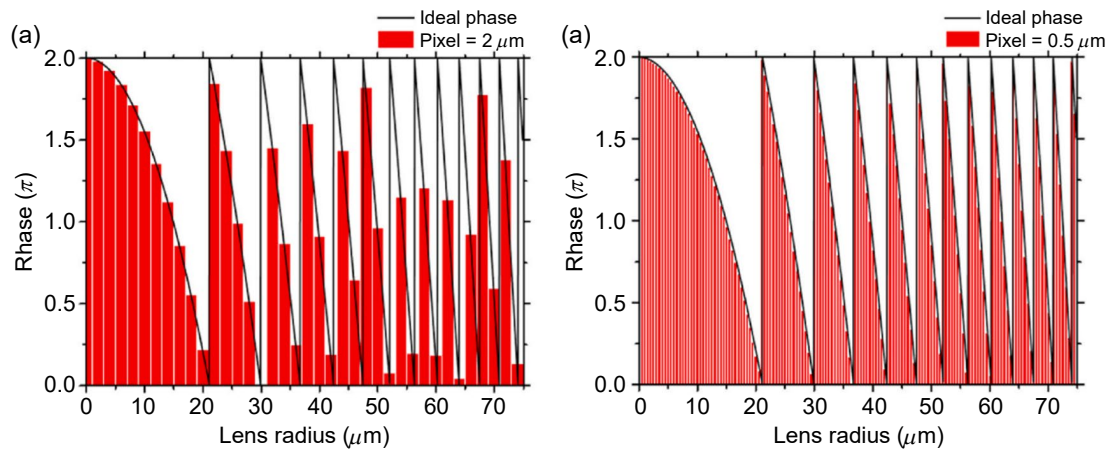 (a)
Ideal phase
Pixel = 2 μm
2.0
1.5
1.0
0.5
0.0
Rhase (π)
0 10 20 30 40 50 60 70
Lens radius (μm)
(a)
Ideal phase
Pixel = 0.5 μm
2.0
1.5
1.0
0.5
0.0
Rhase (π)
0 10 20 30 40 50 60 70
Lens radius (μm)